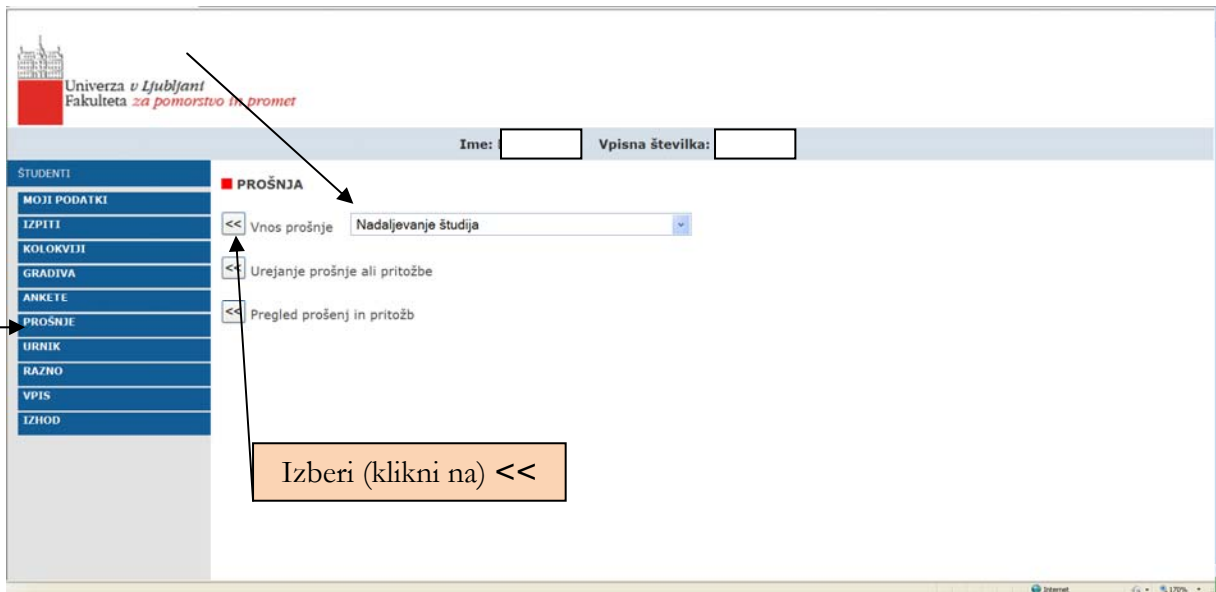 Univerza v Ljubljani
Fakulteta za pomorstvo in promet
Ime: Vpisna številka:
ŠTUDENTI
MOJI PODATKI
IZPITI
KOLOKVIJI
GRADIVA
ANKETE
PROŠNJE
URNIK
RAZNO
VPIS
IZHOD
PROŠNJA
<< Vnos prošnje Nadaljevanje študija
<< Urejanje prošnje ali pritožbe
<< Pregled prošenj in pritožb
Izberi (klikni na) <<
Internet 170%